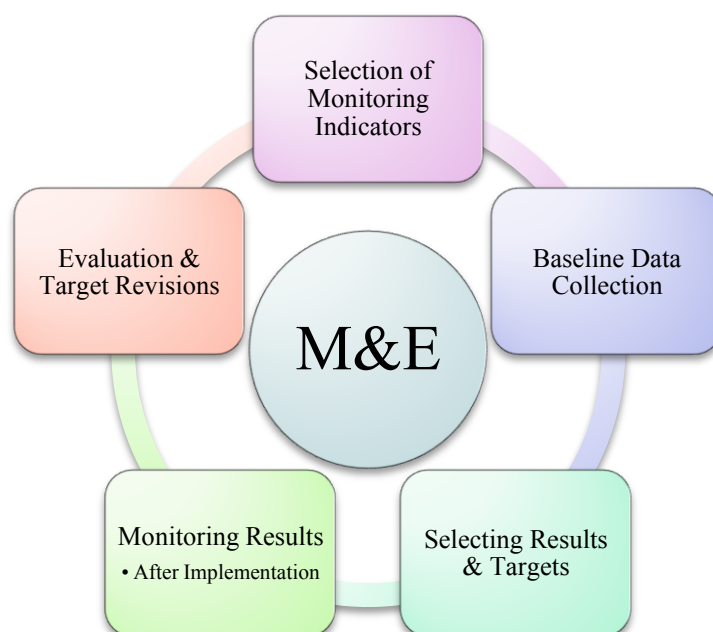 Selection of
Monitoring
Indicators
Baseline Data
Collection
Selecting Results
& Targets
Monitoring Results
• After Implementation
Evaluation &
Target Revisions
M&E